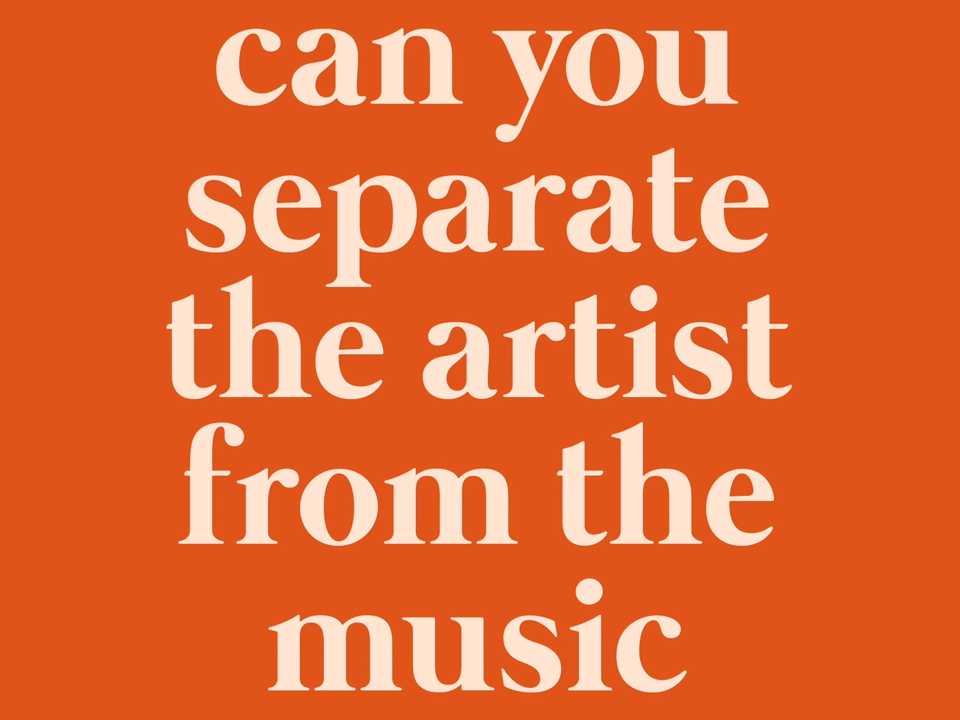 can you
separate
the artist
from the
music